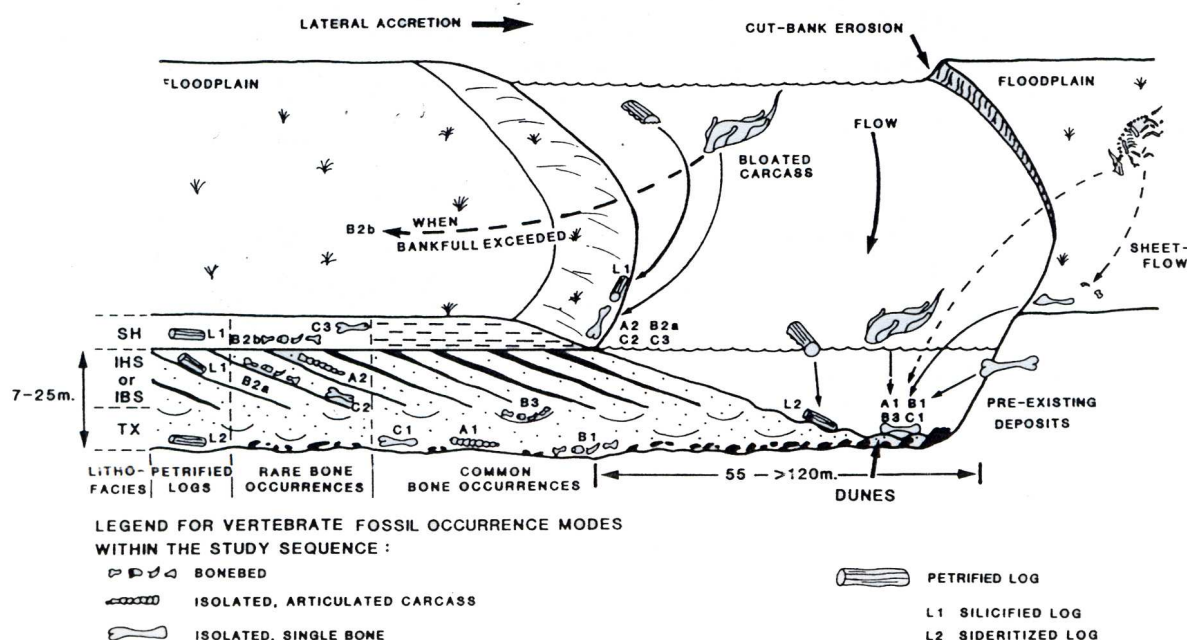 LATERAL ACCRETION
CUT-BANK EROSION
FLOODPLAIN
FLOODPLAIN
FLOW
BLOATED
CARCASS
B2b
WHEN
BANKFULL EXCEEDED
SHEET-
FLOW
B
L1
A2 B2a
C2 C3
SH
L1
B2b
C3
IHS
or
IBS
L1
B2a
A2
C2
7-25m.
B3
L2
A1 B1
B3 C1
PRE-EXISTING
DEPOSITS
TX
L2
C1
A1
B1
LITHO-
FACIES
PETRIFIED
LOGS
RARE BONE
OCCURRENCES
COMMON
BONE OCCURRENCES
55 – >120m.
DUNES
LEGEND FOR VERTEBRATE FOSSIL OCCURRENCE MODES
WITHIN THE STUDY SEQUENCE :
BONEBED
ISOLATED, ARTICULATED CARCASS
ISOLATED, SINGLE BONE
PETRIFIED LOG
L1 SILICIFIED LOG
L2 SIDERITIZED LOG